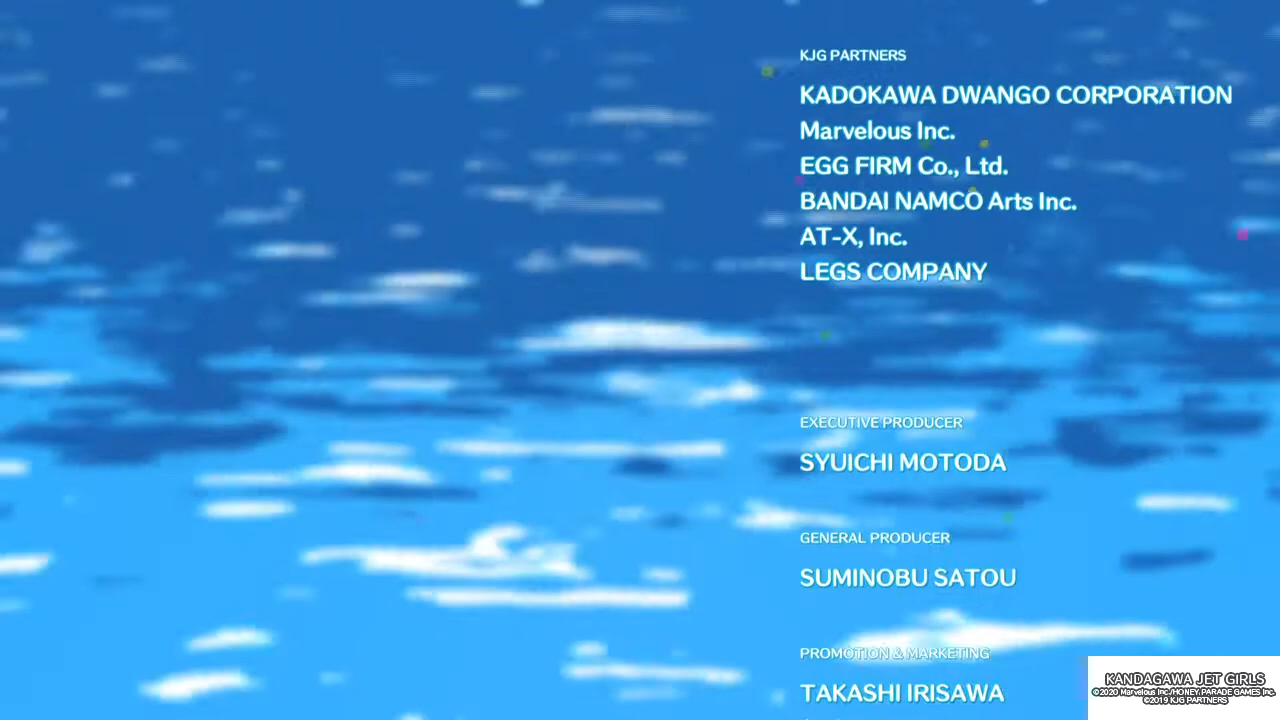 KJG PARTNERS
KADOKAWA DWANGO CORPORATION
Marvelous Inc.
EGG FIRM Co., Ltd.
BANDAI NAMCO Arts Inc.
AT-X, Inc.
LEGS COMPANY
EXECUTIVE PRODUCER
SYUICHI MOTODA
GENERAL PRODUCER
SUMINOBU SATOU
PROMOTION & MARKETING
TAKASHI IRISAWA
KANDAGAWA JET GIRLS
©2020 Marvelous Inc./HONEY PARADE GAMES Inc.
©2019 KJG PARTNERS